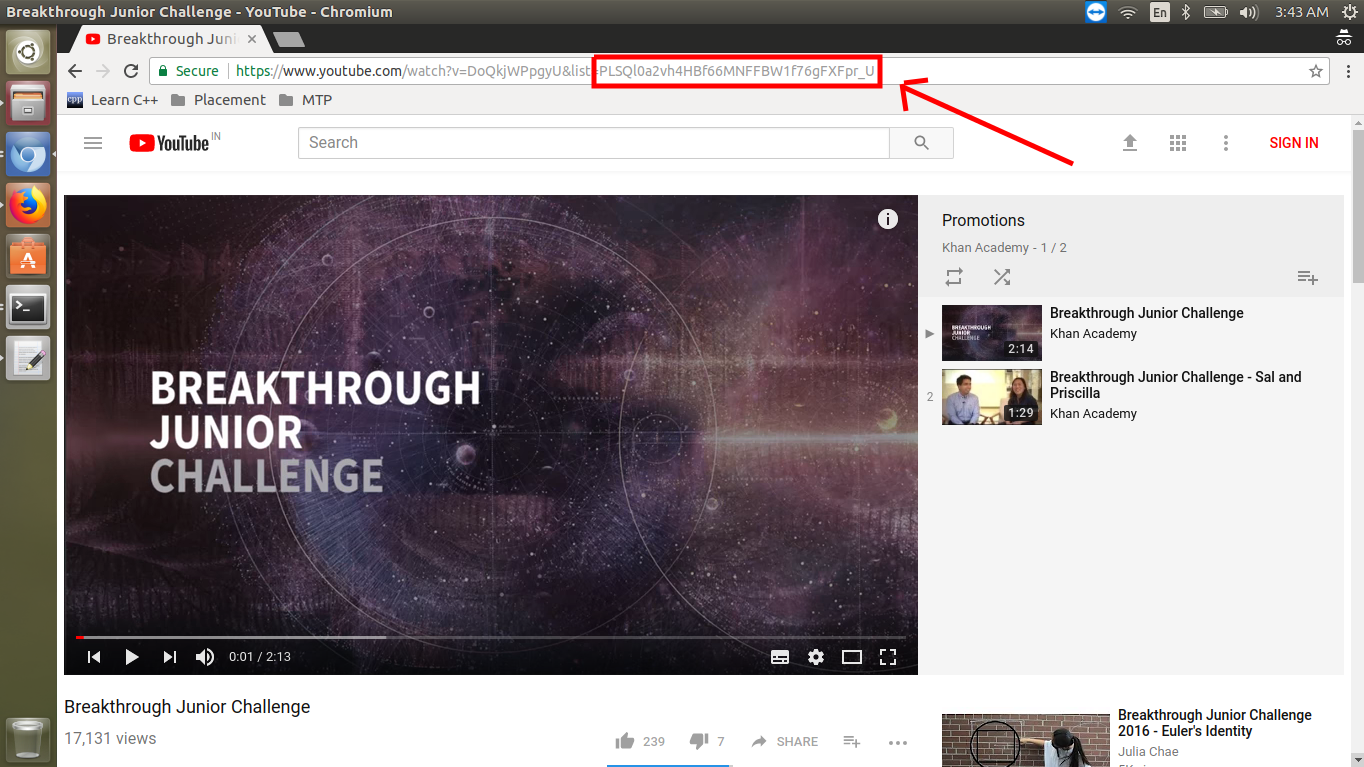 Breakthrough Junior Challenge - YouTube - Chromium
En
3:43 AM
Breakthrough Juni
Secure
https://www.youtube.com/watch?v=DoQkjWPpgyU&list=PLSQl0a2vh4HBf66MNFFBW1f76gFXFpr_U
cpp Learn C++
Placement
MTP
YouTube IN
Search
SIGN IN
BREAKTHROUGH
JUNIOR
CHALLENGE
0:01 / 2:13
Promotions
Khan Academy - 1 / 2
BREAKTHROUGH
JUNIOR
CHALLENGE
2:14
Breakthrough Junior Challenge
Khan Academy
2
1:29
Breakthrough Junior Challenge - Sal and
Priscilla
Khan Academy
Breakthrough Junior Challenge
17,131 views
239
7
SHARE
Breakthrough Junior Challenge
2016 - Euler's Identity
Julia Chae